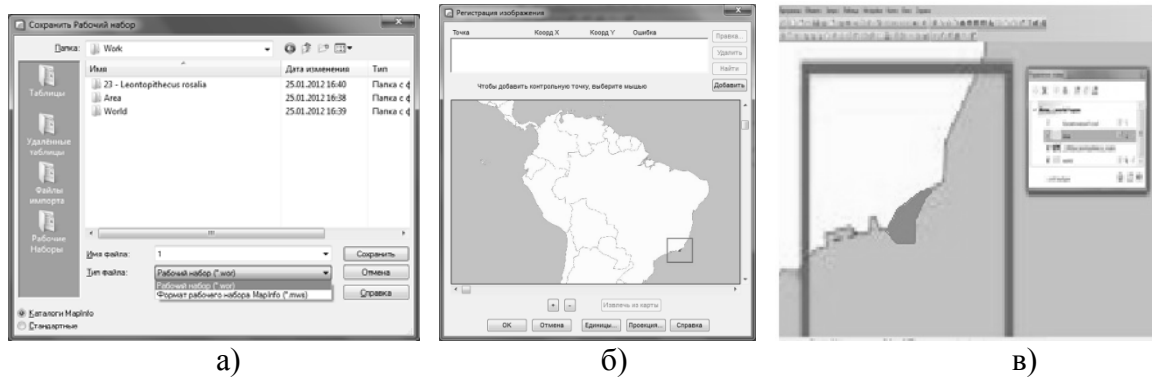 Сохранить Рабочий набор
Папка: Work
Имя Дата изменения Тип
23 - Leontopithecus rosalia 25.01.2012 16:40 Папка с ф
Area 25.01.2012 16:38 Папка с ф
World 25.01.2012 16:39 Папка с ф
Таблицы
Удалённые
таблицы
Файлы
импорта
Рабочие
Наборы
Имя файла: 1 Сохранить
Тип файла: Рабочий набор (*.wor) Отмена
Рабочий набор (*.wor)
Формат рабочего набора MapInfo (*.mws) Справка
Каталоги MapInfo
Стандартные
а)
Регистрация изображения
Точка Коорд X Коорд Y Ошибка
Правка...
Удалить
Найти
Чтобы добавить контрольную точку, выберите мышью Добавить
+ - Извлечь из карты
OK Отмена Единицы... Проекция... Справка
б)
в)